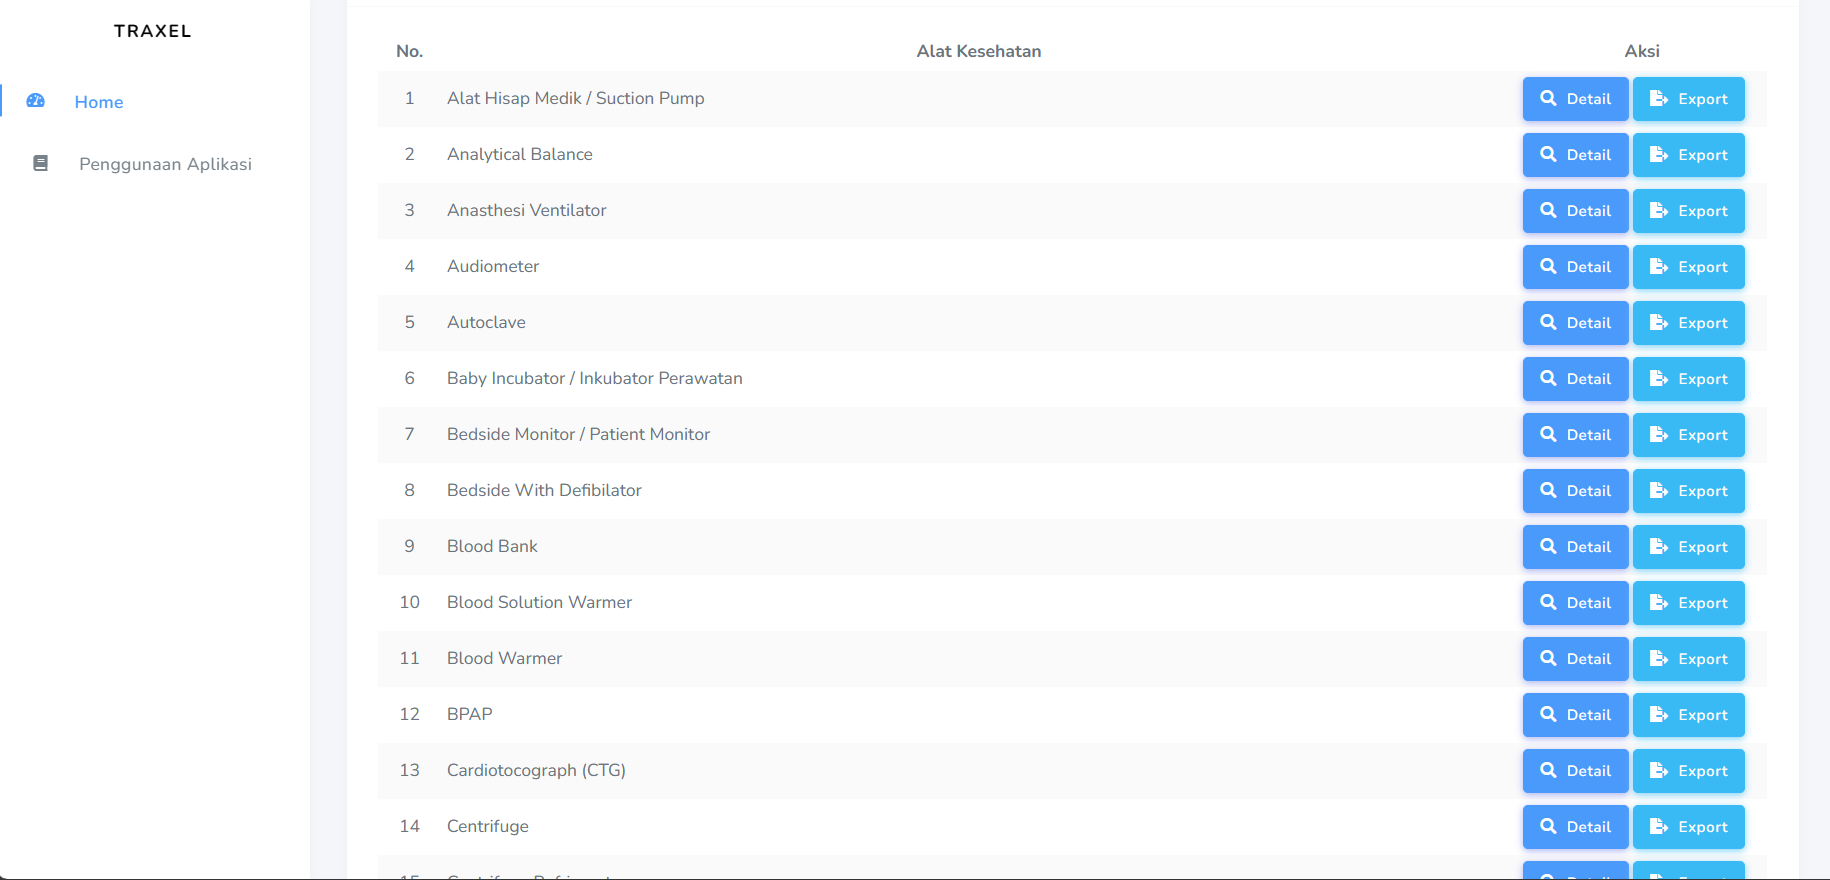 TRAXEL
Home
Penggunaan Aplikasi
No. Alat Kesehatan Aksi
1 Alat Hisap Medik / Suction Pump Detail Export
2 Analytical Balance Detail Export
3 Anasthesi Ventilator Detail Export
4 Audiometer Detail Export
5 Autoclave Detail Export
6 Baby Incubator / Inkubator Perawatan Detail Export
7 Bedside Monitor / Patient Monitor Detail Export
8 Bedside With Defibilator Detail Export
9 Blood Bank Detail Export
10 Blood Solution Warmer Detail Export
11 Blood Warmer Detail Export
12 BPAP Detail Export
13 Cardiotocograph (CTG) Detail Export
14 Centrifuge Detail Export